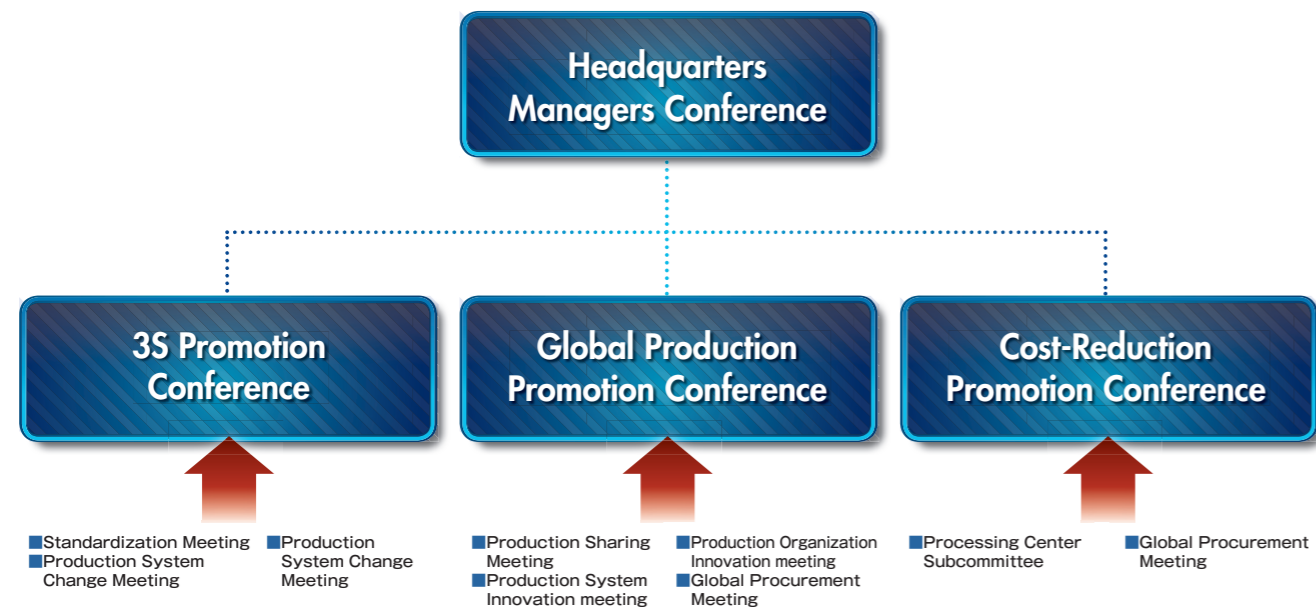 Headquarters
Managers Conference
3S Promotion
Conference
Global Production
Promotion Conference
Cost-Reduction
Promotion Conference
■Standardization Meeting
■Production System
Change Meeting
■Production
System Change
Meeting
■Production Sharing
Meeting
■Production System
Innovation meeting
■Production Organization
Innovation meeting
■Global Procurement
Meeting
■Processing Center
Subcommittee
■Global Procurement
Meeting